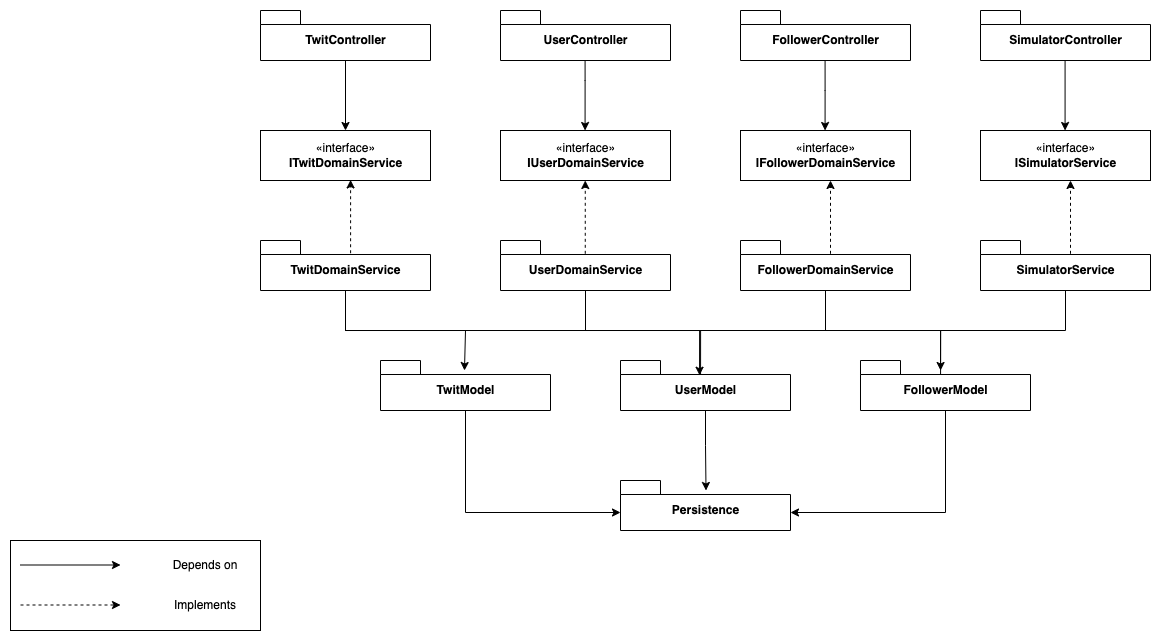 TwitController
UserController
FollowerController
SimulatorController
«interface»
ITwitDomainService
«interface»
IUserDomainService
«interface»
IFollowerDomainService
«interface»
ISimulatorService
TwitDomainService
UserDomainService
FollowerDomainService
SimulatorService
TwitModel
UserModel
FollowerModel
Persistence
Depends on
Implements